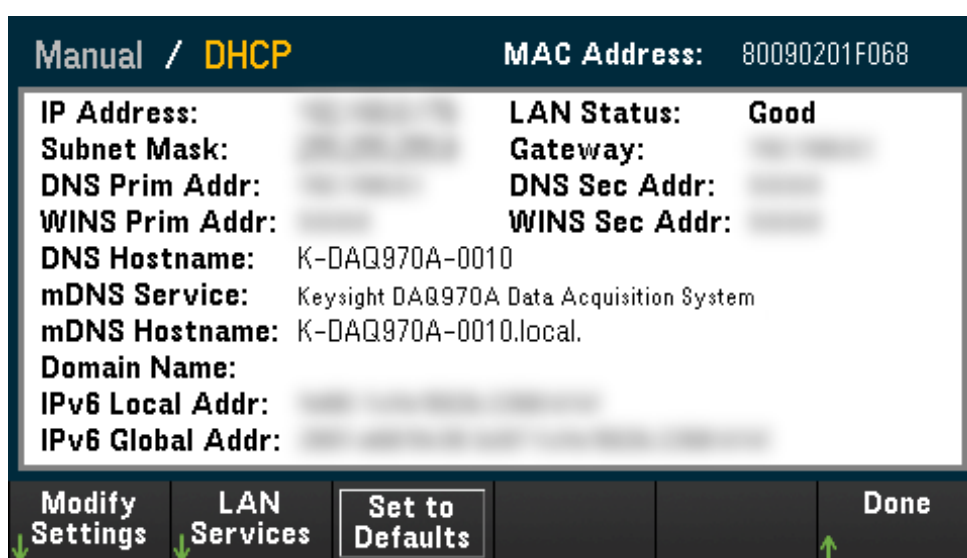 Manual / DHCP MAC Address: 80090201F068
IP Address: LAN Status: Good
Subnet Mask: Gateway:
DNS Prim Addr: DNS Sec Addr:
WINS Prim Addr: WINS Sec Addr:
DNS Hostname: K-DAQ970A-0010
mDNS Service: Keysight DAQ970A Data Acquisition System
mDNS Hostname: K-DAQ970A-0010.local.
Domain Name:
IPv6 Local Addr:
IPv6 Global Addr:
Modify LAN Set to Done
Settings Services Defaults